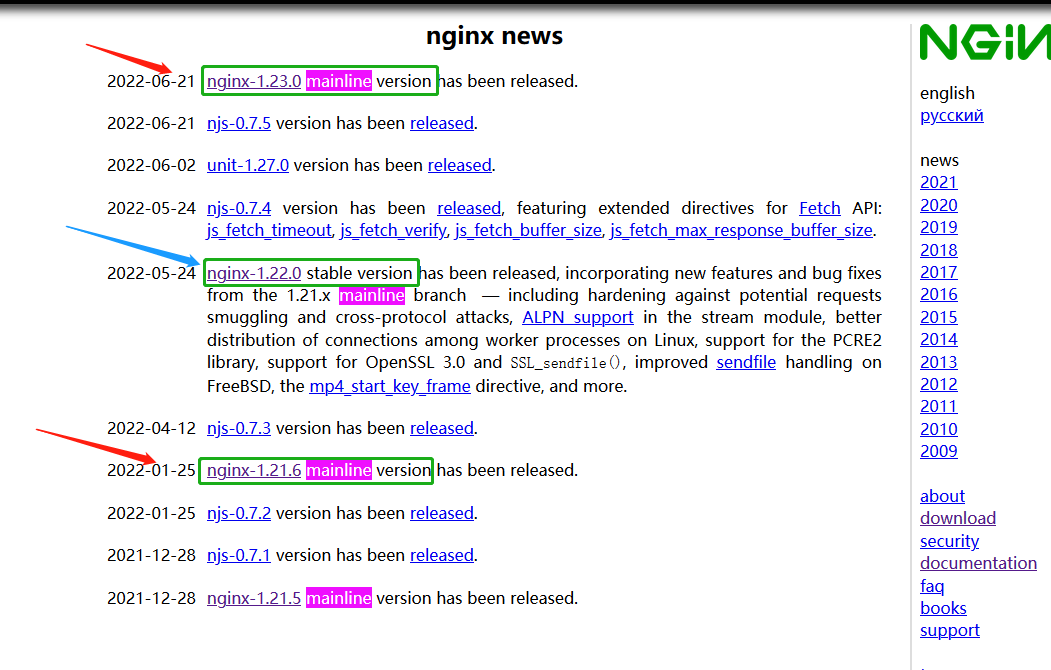 nginx news
2022-06-21 nginx-1.23.0 mainline version has been released.
2022-06-21 njs-0.7.5 version has been released.
2022-06-02 unit-1.27.0 version has been released.
2022-05-24 njs-0.7.4 version has been released, featuring extended directives for Fetch API:
js_fetch_timeout, js_fetch_verify, js_fetch_buffer_size, js_fetch_max_response_buffer_size.
2022-05-24 nginx-1.22.0 stable version has been released, incorporating new features and bug fixes
from the 1.21.x mainline branch — including hardening against potential requests
smuggling and cross-protocol attacks, ALPN support in the stream module, better
distribution of connections among worker processes on Linux, support for the PCRE2
library, support for OpenSSL 3.0 and SSL_sendfile(), improved sendfile handling on
FreeBSD, the mp4_start_key_frame directive, and more.
2022-04-12 njs-0.7.3 version has been released.
2022-01-25 nginx-1.21.6 mainline version has been released.
2022-01-25 njs-0.7.2 version has been released.
2021-12-28 njs-0.7.1 version has been released.
2021-12-28 nginx-1.21.5 mainline version has been released.
NGIN
english
русский
news
2021
2020
2019
2018
2017
2016
2015
2014
2013
2012
2011
2010
2009
about
download
security
documentation
faq
books
support